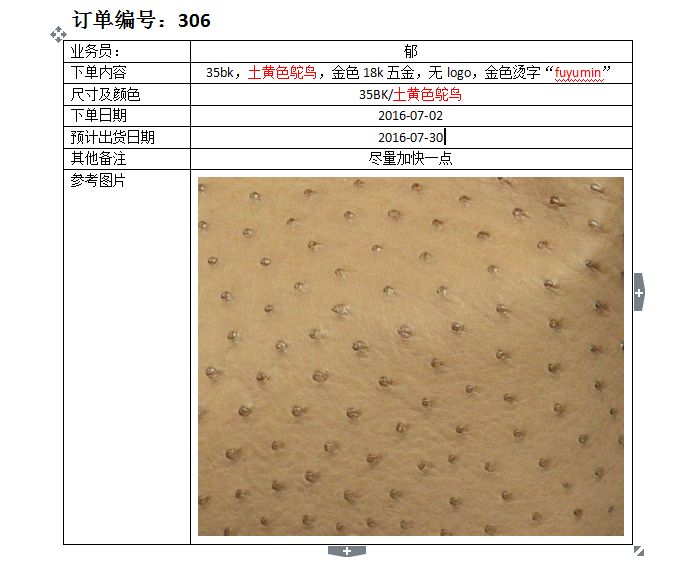 订单编号：306
业务员： 郁
下单内容 35bk，土黄色鸵鸟，金色 18k 五金，无 logo，金色烫字“fuyumin”
尺寸及颜色 35BK/土黄色鸵鸟
下单日期 2016-07-02
预计出货日期 2016-07-30
其他备注 尽量加快一点
参考图片